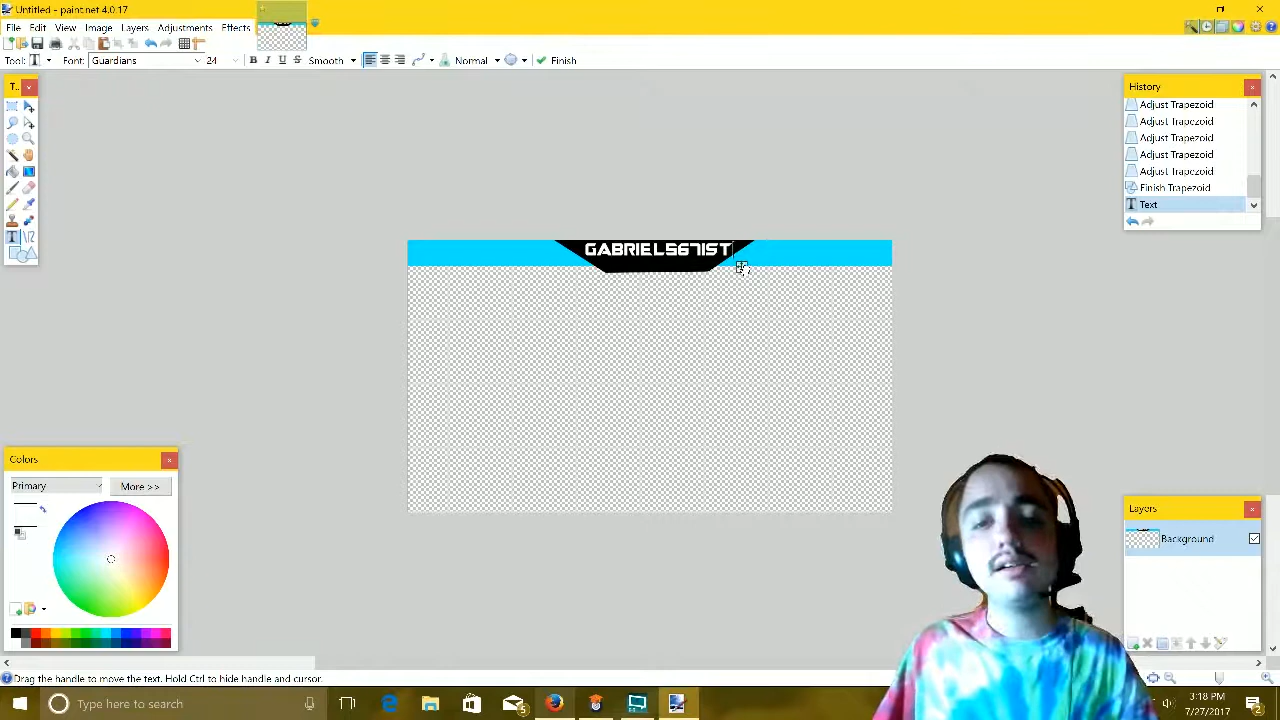 Untitled - paint.net 4.0.17
File Edit View Image Layers Adjustments Effects
Tool: T Font: Guardians 24 B I U S Smooth Normal Finish
T..
History
Adjust Trapezoid
Adjust Trapezoid
Adjust Trapezoid
Adjust Trapezoid
Adjust Trapezoid
Finish Trapezoid
Text
GABRIEL5671ST
Colors
Primary
More >>
Layers
Background
Drag the handle to move the text. Hold Ctrl to hide handle and cursor.
Type here to search
3:18 PM
7/27/2017